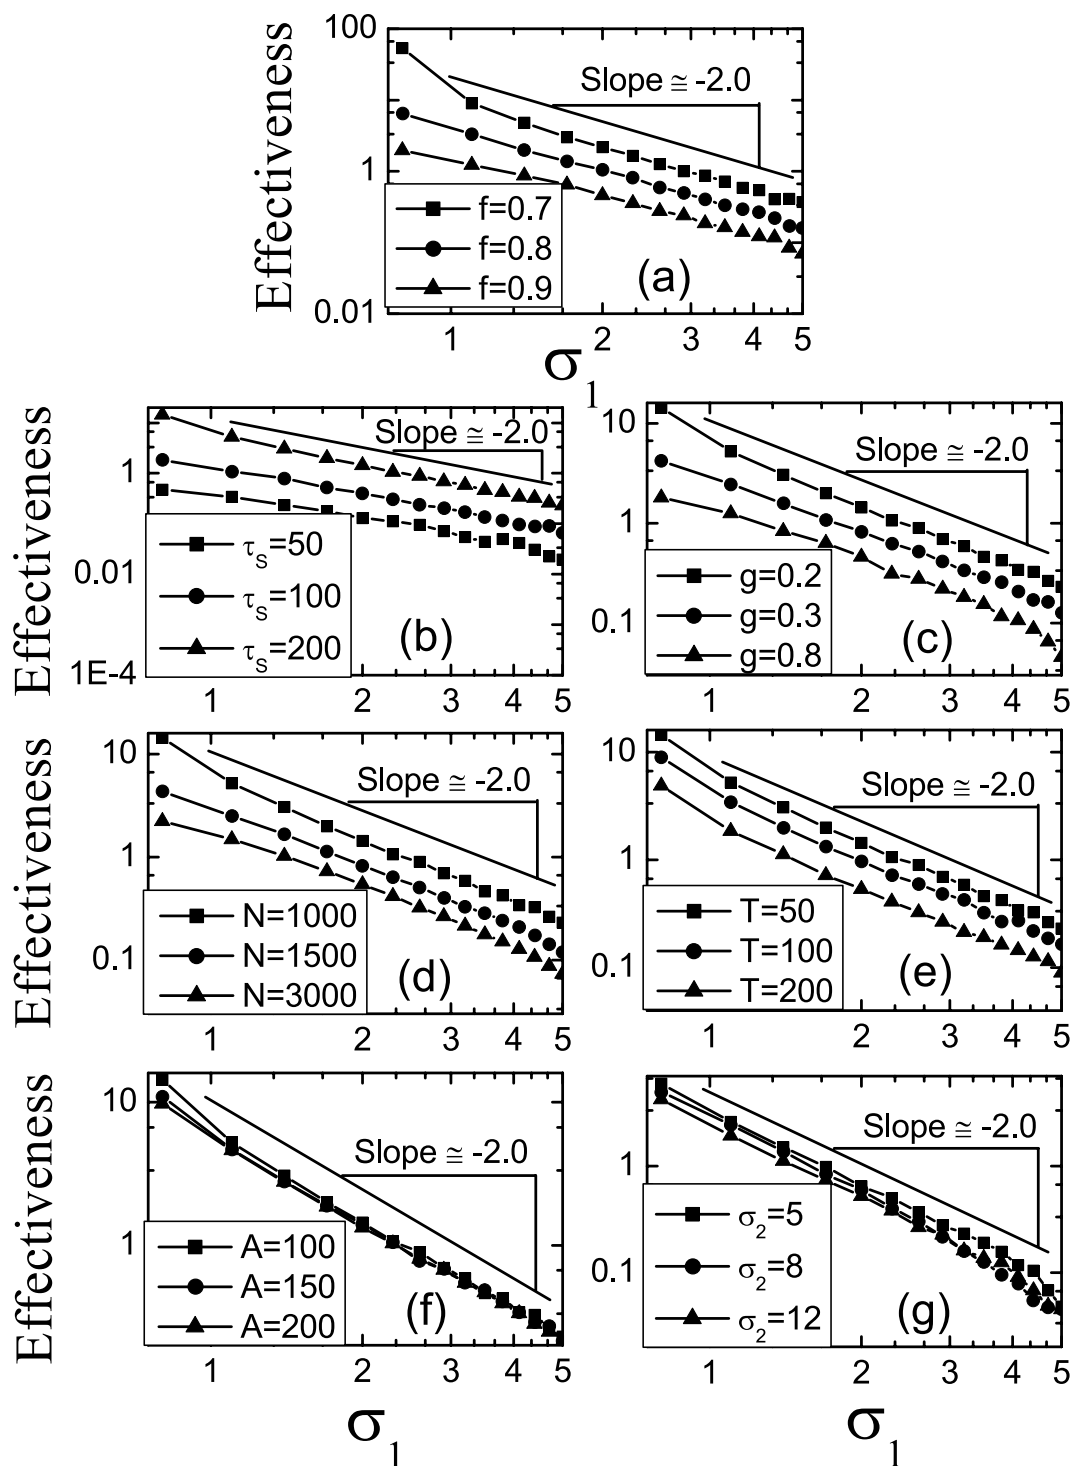 Effectiveness
100
1
0.01
Slope ≅ -2.0
f=0.7
f=0.8
f=0.9
(a)
1 2 3 4 5
σ1
Effectiveness
1
0.01
1E-4
Slope ≅ -2.0
τS=50
τS=100
τS=200
(b)
1 2 3 4 5
10
1
0.1
Slope ≅ -2.0
g=0.2
g=0.3
g=0.8
(c)
1 2 3 4 5
Effectiveness
10
1
0.1
Slope ≅ -2.0
N=1000
N=1500
N=3000
(d)
1 2 3 4 5
10
1
0.1
Slope ≅ -2.0
T=50
T=100
T=200
(e)
1 2 3 4 5
Effectiveness
10
1
Slope ≅ -2.0
A=100
A=150
A=200
(f)
1 2 3 4 5
σ1
1
0.1
Slope ≅ -2.0
σ2=5
σ2=8
σ2=12
(g)
1 2 3 4 5
σ1